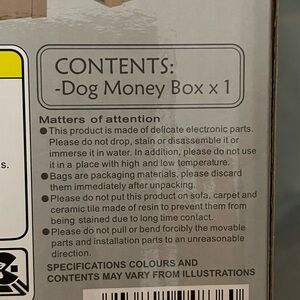 CONTENTS:
-Dog Money Box x 1
Matters of attention
●This product is made of delicate electronic parts.
Please do not drop, stain or disassemble it or
immerse it in water. In addition, please do not use
it in a place with high and low temperature.
●Bags are packaging materials, please discard
them immediately after unpacking.
●Please do not put this product on sofa, carpet and
ceramic tile made of resin to prevent them from
being stained due to long time contact.
●Please do not pull or bend forcibly the movable
parts and installation parts to an unreasonable
direction.
SPECIFICATIONS COLOURS AND
CONTENTS MAY VARY FROM ILLUSTRATIONS
s.